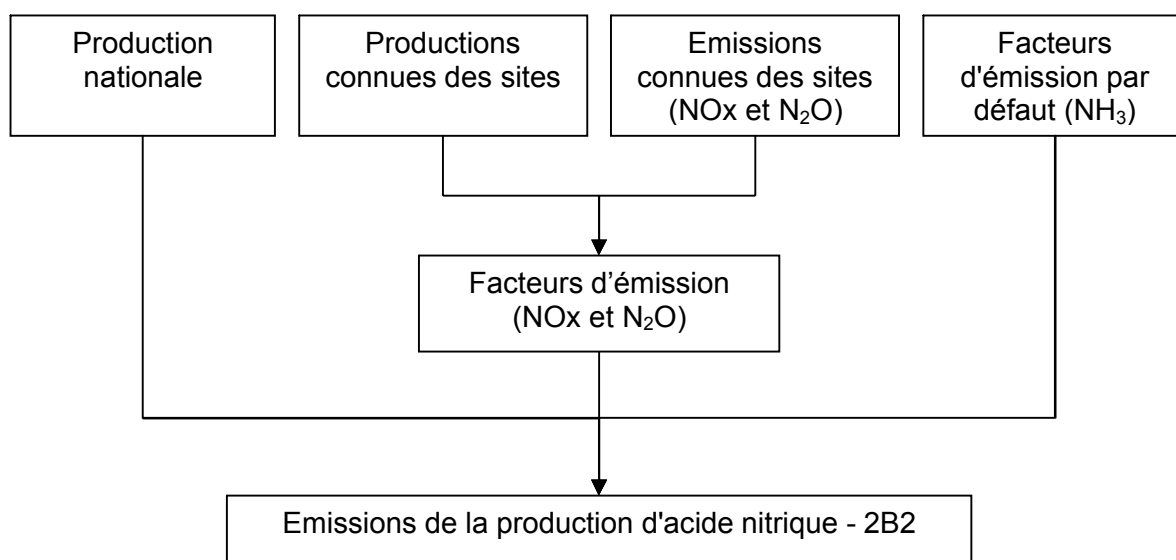 Production
nationale
Productions
connues des sites
Emissions
connues des sites
(NOx et N₂O)
Facteurs
d'émission par
défaut (NH₃)
Facteurs d’émission
(NOx et N₂O)
Emissions de la production d'acide nitrique - 2B2